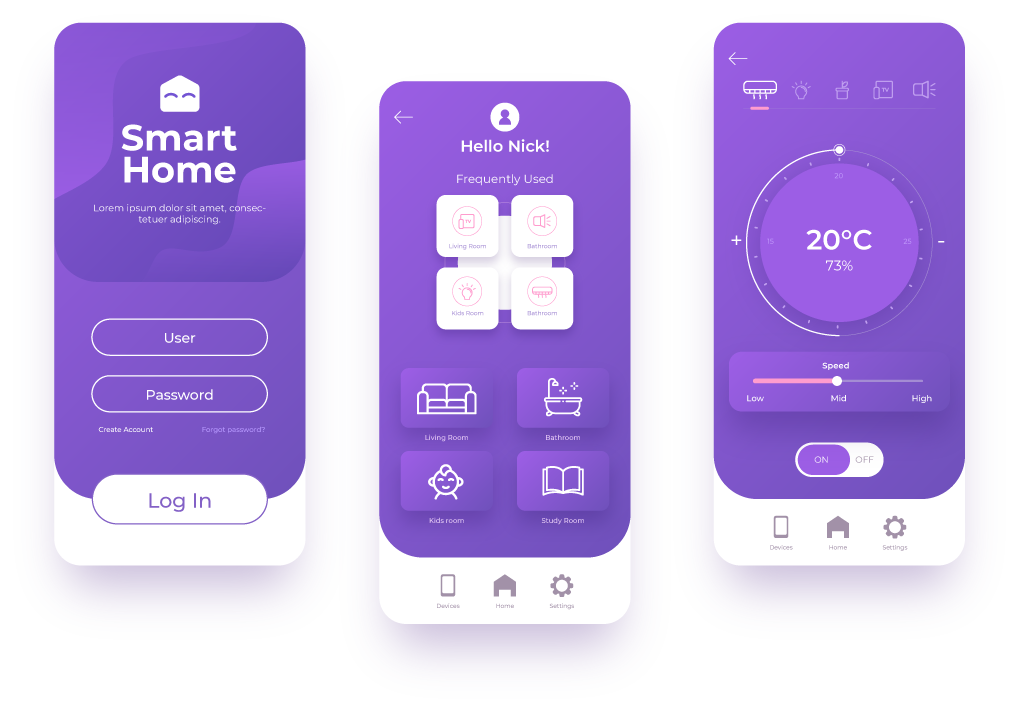 Smart
Home
Lorem ipsum dolor sit amet, consec-
tetuer adipiscing.
User
Password
Create Account
Forgot password?
Log In
Hello Nick!
Frequently Used
TV
Living Room
Bathroom
Kids Room
Bathroom
Living Room
Bathroom
Kids room
Study Room
Devices
Home
Settings
TV
20
+
15
20°C
25
-
73%
Speed
Low
Mid
High
ON
OFF
Devices
Home
Settings